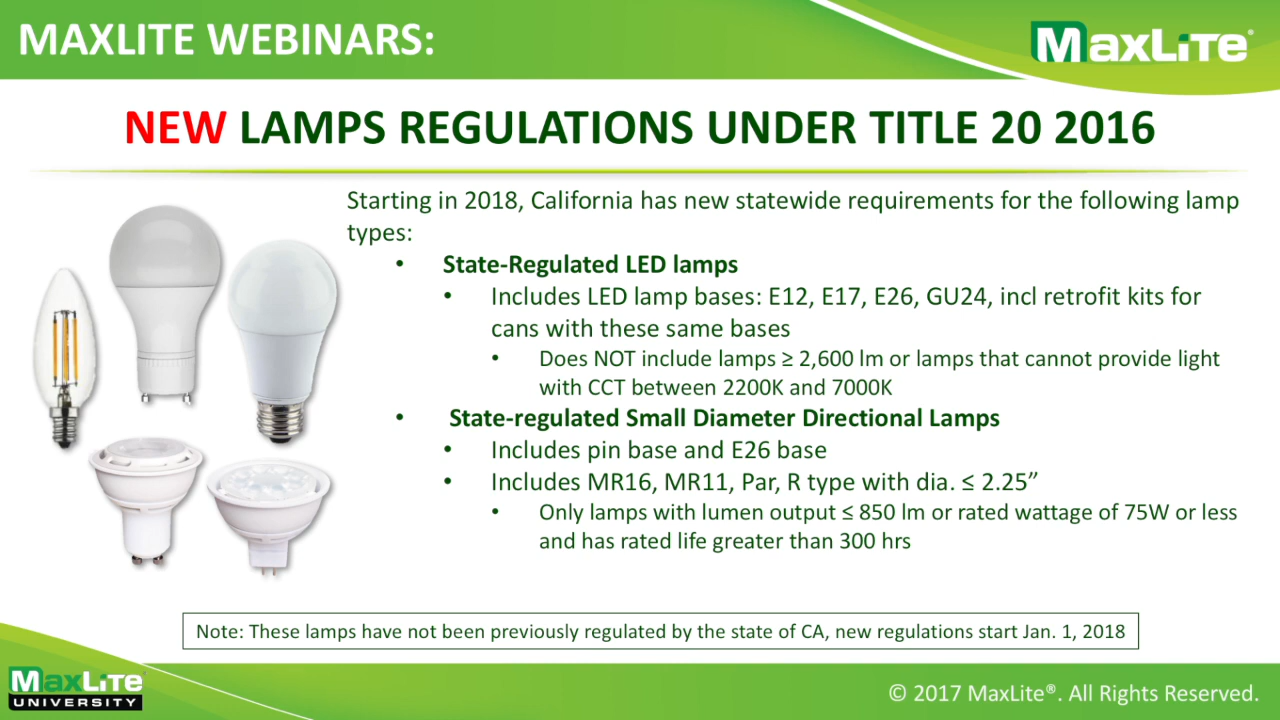 MAXLITE WEBINARS:
MAXLITE®
NEW LAMPS REGULATIONS UNDER TITLE 20 2016
Starting in 2018, California has new statewide requirements for the following lamp
types:
• State-Regulated LED lamps
• Includes LED lamp bases: E12, E17, E26, GU24, incl retrofit kits for
cans with these same bases
• Does NOT include lamps ≥ 2,600 lm or lamps that cannot provide light
with CCT between 2200K and 7000K
• State-regulated Small Diameter Directional Lamps
• Includes pin base and E26 base
• Includes MR16, MR11, Par, R type with dia. ≤ 2.25”
• Only lamps with lumen output ≤ 850 lm or rated wattage of 75W or less
and has rated life greater than 300 hrs
Note: These lamps have not been previously regulated by the state of CA, new regulations start Jan. 1, 2018
MAXLITE
UNIVERSITY
© 2017 MaxLite®. All Rights Reserved.